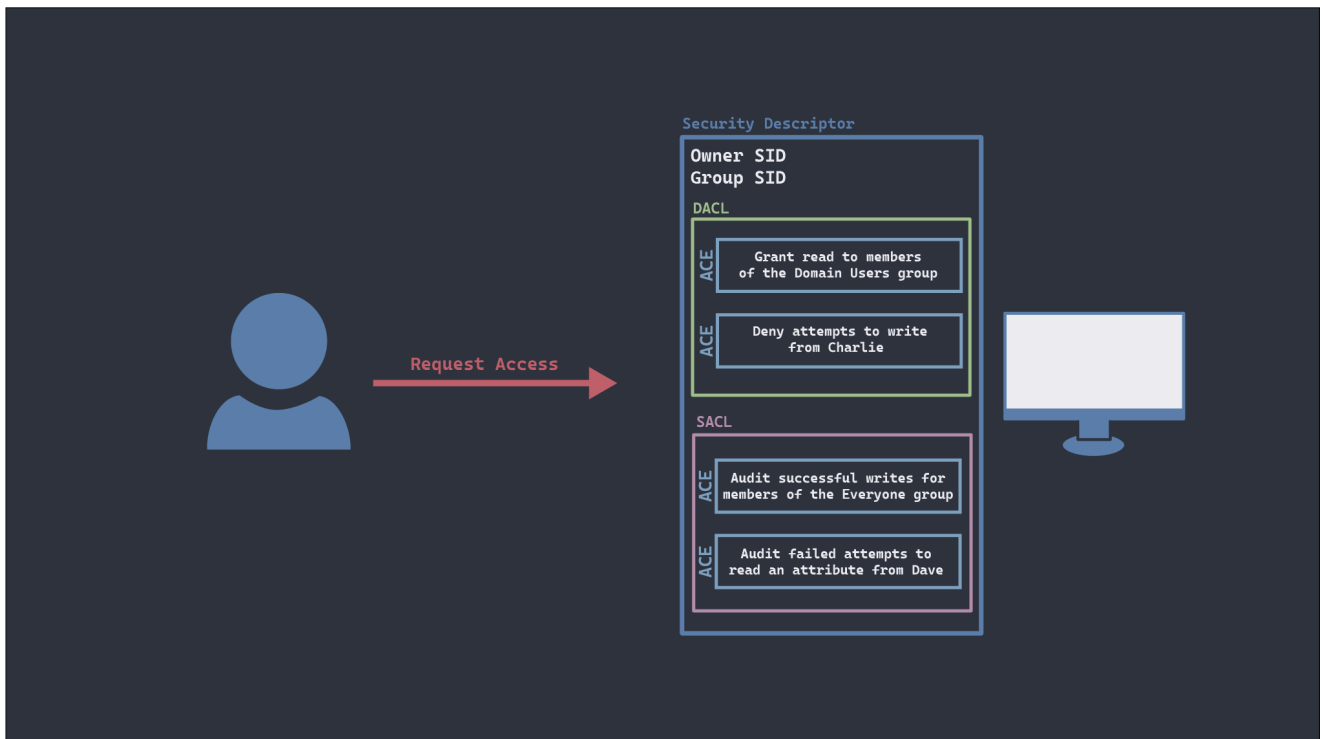 Security Descriptor
Owner SID
Group SID
DACL
ACE
Grant read to members
of the Domain Users group
ACE
Deny attempts to write
from Charlie
Request Access
SACL
ACE
Audit successful writes for
members of the Everyone group
ACE
Audit failed attempts to
read an attribute from Dave